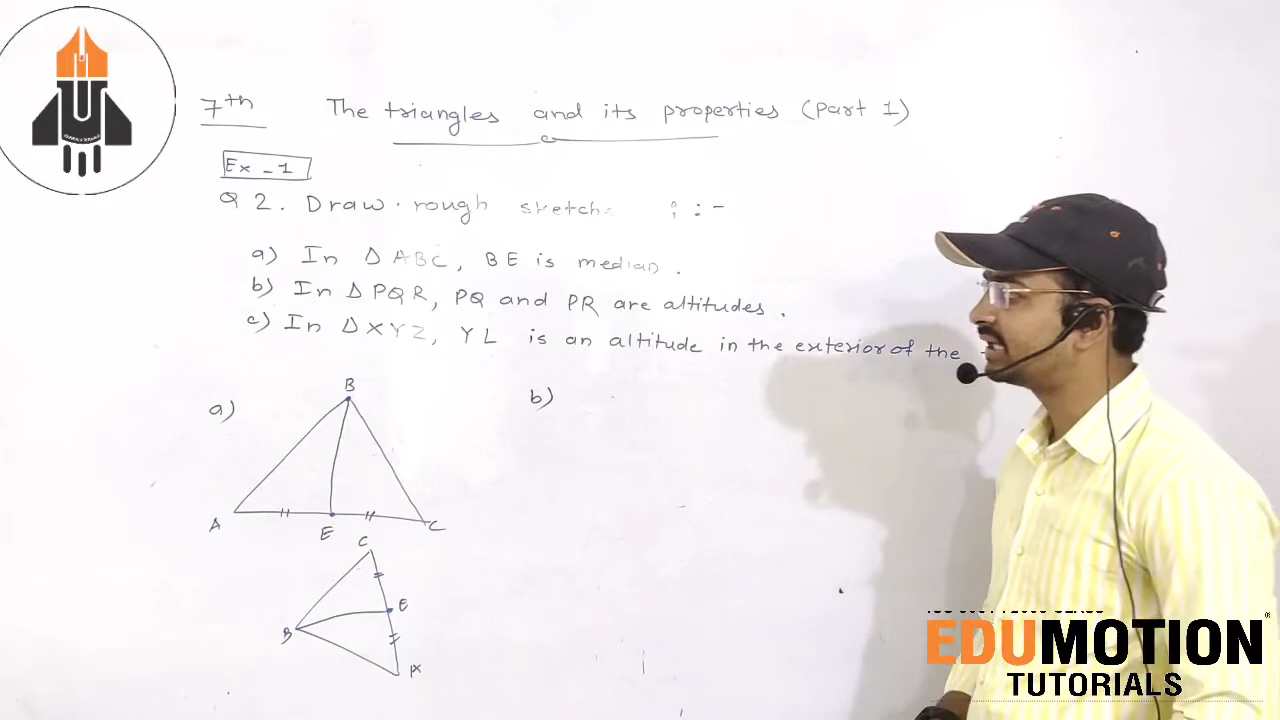 7th The triangles and its properties (Part 1)
Ex - 1
Q 2. Draw rough :-
a) In Δ ABC, BE is median.
b) In Δ PQR, PQ and PR are altitudes.
c) In Δ XYZ, YL is an altitude in the exterior of the
a) B b)
A E C
C
E
B
EDUMOTION®
TUTORIALS